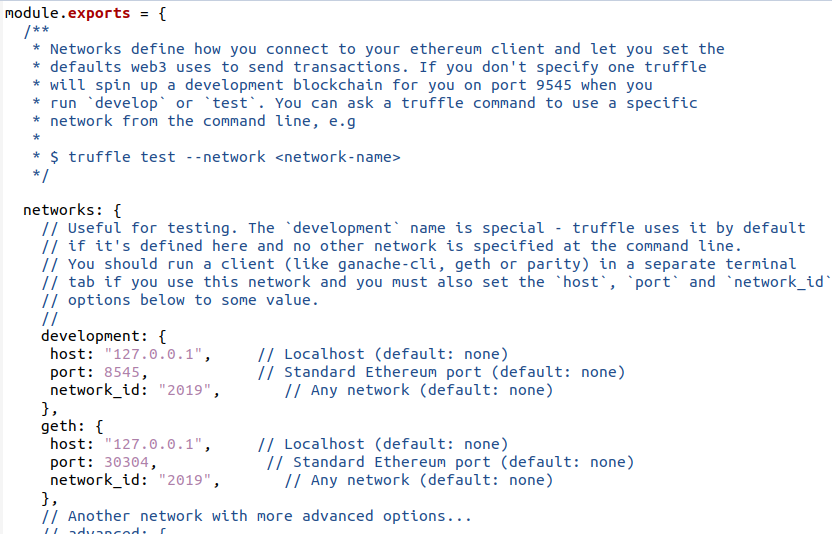 module.exports = {
  /**
   * Networks define how you connect to your ethereum client and let you set the
   * defaults web3 uses to send transactions. If you don't specify one truffle
   * will spin up a development blockchain for you on port 9545 when you
   * run `develop` or `test`. You can ask a truffle command to use a specific
   * network from the command line, e.g
   *
   * $ truffle test --network <network-name>
   */

  networks: {
    // Useful for testing. The `development` name is special - truffle uses it by default
    // if it's defined here and no other network is specified at the command line.
    // You should run a client (like ganache-cli, geth or parity) in a separate terminal
    // tab if you use this network and you must also set the `host`, `port` and `network_id`
    // options below to some value.
    //
    development: {
     host: "127.0.0.1",     // Localhost (default: none)
     port: 8545,            // Standard Ethereum port (default: none)
     network_id: "2019",       // Any network (default: none)
    },
    geth: {
     host: "127.0.0.1",     // Localhost (default: none)
     port: 30304,            // Standard Ethereum port (default: none)
     network_id: "2019",       // Any network (default: none)
    },
    // Another network with more advanced options...
    // advanced: {